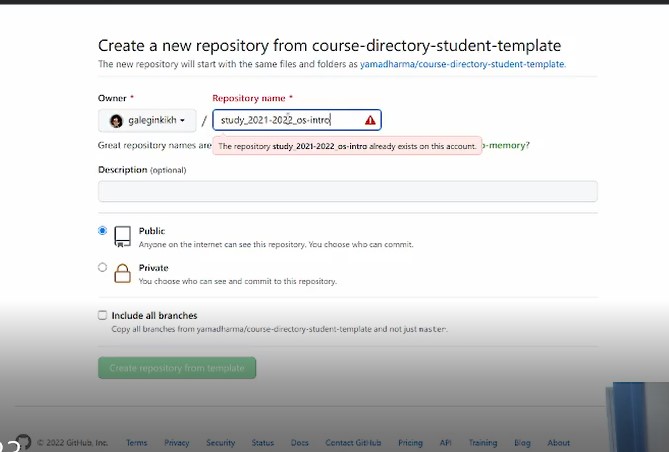 Create a new repository from course-directory-student-template
The new repository will start with the same files and folders as yamadharma/course-directory-student-template.
Owner * Repository name *
galeginkikh / study_2021-2022_os-intro
Great repository names are
The repository study_2021-2022_os-intro already exists on this account.
-memory?
Description (optional)
Public
Anyone on the internet can see this repository. You choose who can commit.
Private
You choose who can see and commit to this repository.
Include all branches
Copy all branches from yamadharma/course-directory-student-template and not just master.
Create repository from template
© 2022 GitHub, Inc. Terms Privacy Security Status Docs Contact GitHub Pricing API Training Blog About